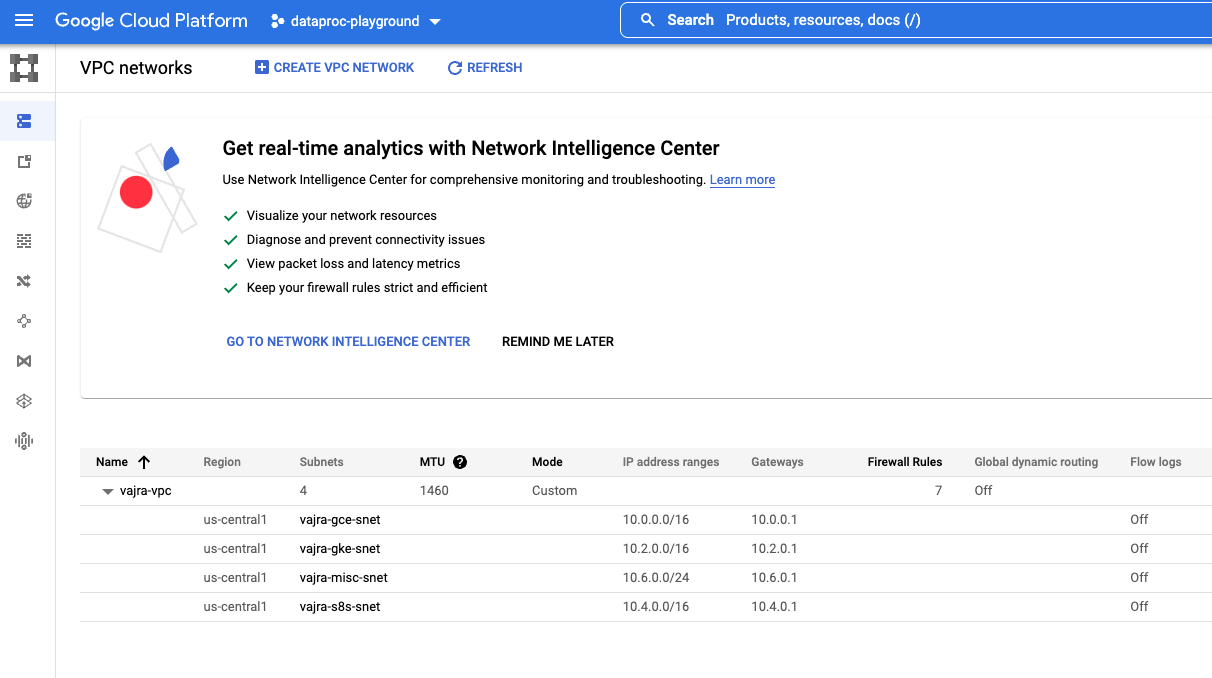 Google Cloud Platform dataproc-playground Search Products, resources, docs (/)
VPC networks CREATE VPC NETWORK REFRESH
Get real-time analytics with Network Intelligence Center
Use Network Intelligence Center for comprehensive monitoring and troubleshooting. Learn more
Visualize your network resources
Diagnose and prevent connectivity issues
View packet loss and latency metrics
Keep your firewall rules strict and efficient
GO TO NETWORK INTELLIGENCE CENTER REMIND ME LATER
Name Region Subnets MTU ? Mode IP address ranges Gateways Firewall Rules Global dynamic routing Flow logs
vajra-vpc 4 1460 Custom 7 Off
us-central1 vajra-gce-snet 10.0.0.0/16 10.0.0.1 Off
us-central1 vajra-gke-snet 10.2.0.0/16 10.2.0.1 Off
us-central1 vajra-misc-snet 10.6.0.0/24 10.6.0.1 Off
us-central1 vajra-s8s-snet 10.4.0.0/16 10.4.0.1 Off